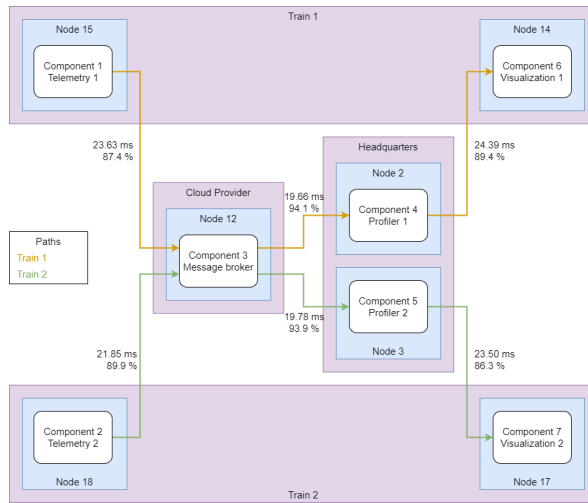 Train 1
Node 15
Component 1
Telemetry 1
Node 14
Component 6
Visualization 1
23.63 ms
87.4 %
24.39 ms
89.4 %
Headquarters
Node 2
Component 4
Profiler 1
19.66 ms
94.1 %
Cloud Provider
Node 12
Component 3
Message broker
Paths
Train 1
Train 2
Component 5
Profiler 2
Node 3
19.78 ms
93.9 %
21.85 ms
89.9 %
23.50 ms
86.3 %
Component 2
Telemetry 2
Node 18
Component 7
Visualization 2
Node 17
Train 2